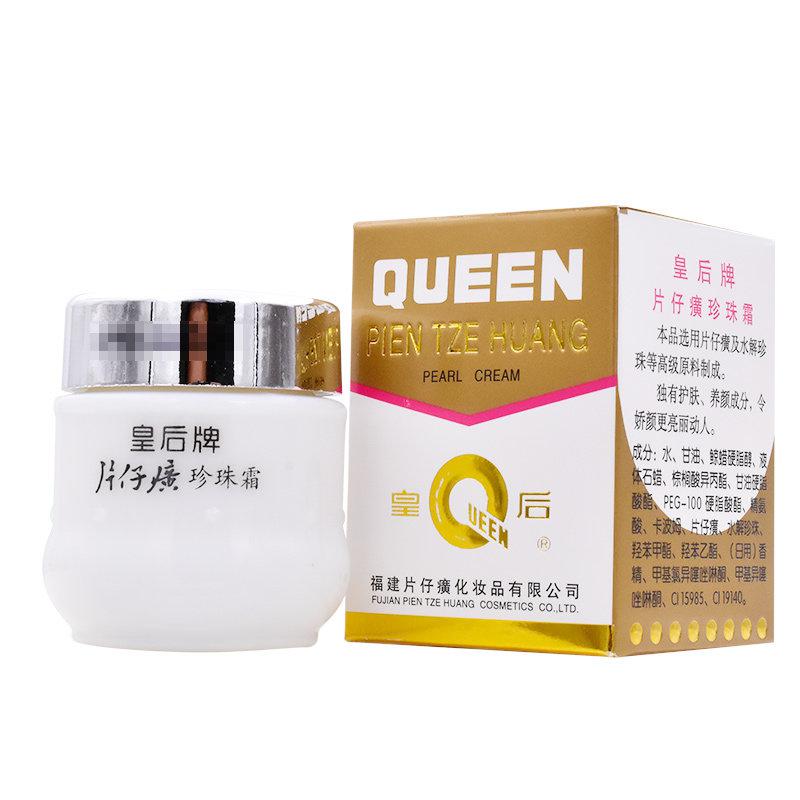 皇后牌
片仔癀珍珠霜
QUEEN
PIEN TZE HUANG
PEARL CREAM
皇
QUEEN
后
®
福建片仔癀化妆品有限公司
FUJIAN PIEN TZE HUANG COSMETICS CO.,LTD.
皇后牌
片仔癀珍珠霜
本品选用片仔癀及水解珍
珠等高级原料制成。
独有护肤、养颜成分，令
娇颜更亮丽动人。
成分：水、甘油、鲸蜡硬脂醇、液
体石蜡、棕榈酸异丙酯、甘油硬脂
酸酯、PEG-100 硬脂酸酯、精氨
酸、卡波姆、片仔癀、水解珍珠、
羟苯甲酯、羟苯乙酯、（日用）香
精、甲基氯异噻唑啉酮、甲基异噻
唑啉酮、CI 15985、CI 19140。